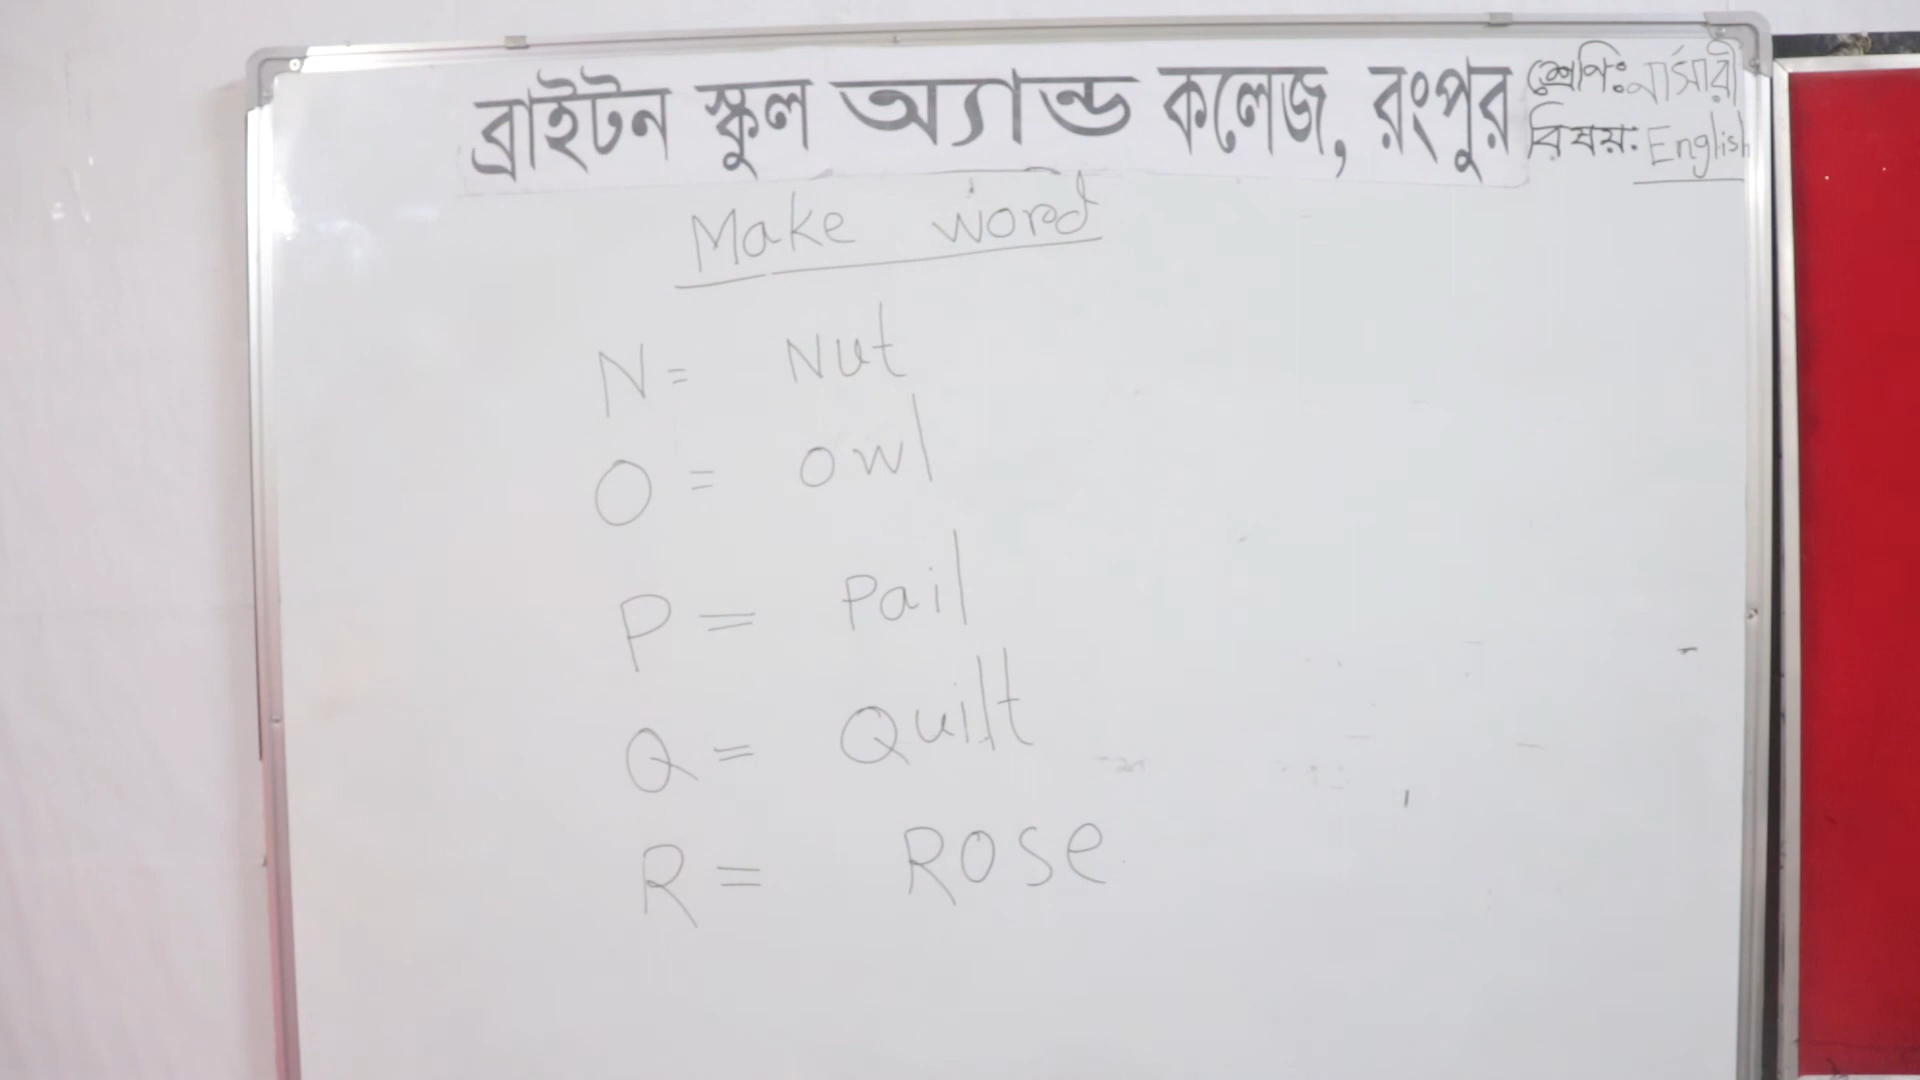 ব্রাইটন স্কুল অ্যান্ড কলেজ, রংপুর
শ্রেণি: নার্সারী
বিষয়: English
Make word
N = Nut
O = owl
P = Pail
Q = Quilt
R = Rose